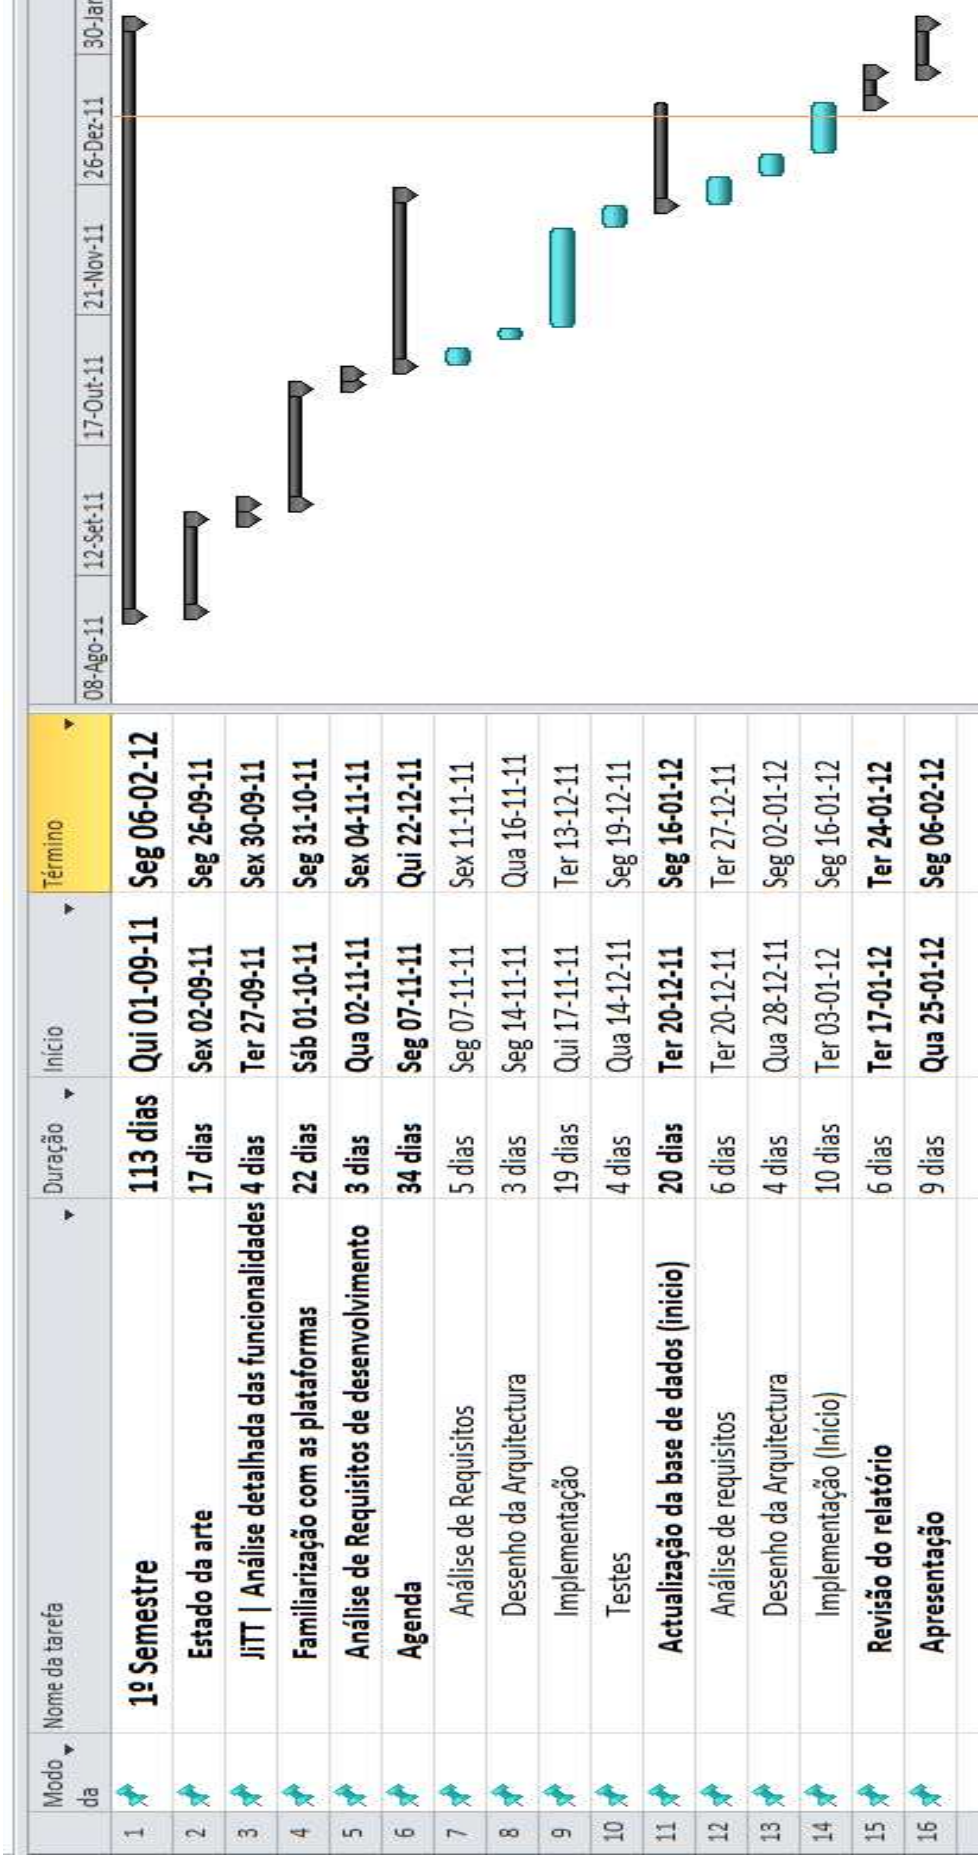 Modo da Nome da tarefa Duração Início Término 08-Ago-11 12-Set-11 17-Out-11 21-Nov-11 26-Dez-11 30-Jar
1 1º Semestre 113 dias Qui 01-09-11 Seg 06-02-12
2 Estado da arte 17 dias Sex 02-09-11 Seg 26-09-11
3 JiTT | Análise detalhada das funcionalidades 4 dias Ter 27-09-11 Sex 30-09-11
4 Familiarização com as plataformas 22 dias Sáb 01-10-11 Seg 31-10-11
5 Análise de Requisitos de desenvolvimento 3 dias Qua 02-11-11 Sex 04-11-11
6 Agenda 34 dias Seg 07-11-11 Qui 22-12-11
7 Análise de Requisitos 5 dias Seg 07-11-11 Sex 11-11-11
8 Desenho da Arquitectura 3 dias Seg 14-11-11 Qua 16-11-11
9 Implementação 19 dias Qui 17-11-11 Ter 13-12-11
10 Testes 4 dias Qua 14-12-11 Seg 19-12-11
11 Actualização da base de dados (inicio) 20 dias Ter 20-12-11 Seg 16-01-12
12 Análise de requisitos 6 dias Ter 20-12-11 Ter 27-12-11
13 Desenho da Arquitectura 4 dias Qua 28-12-11 Seg 02-01-12
14 Implementação (Início) 10 dias Ter 03-01-12 Seg 16-01-12
15 Revisão do relatório 6 dias Ter 17-01-12 Ter 24-01-12
16 Apresentação 9 dias Qua 25-01-12 Seg 06-02-12